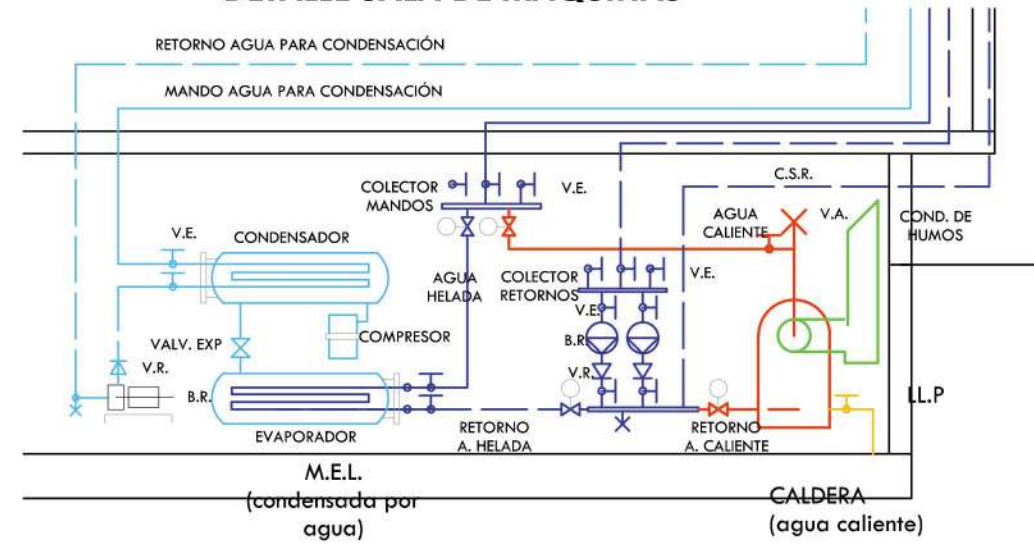 RETORNO AGUA PARA CONDENSACIÓN
MANDO AGUA PARA CONDENSACIÓN
C.S.R.
COLECTOR
MANDOS
V.E.
AGUA
CALIENTE
V.A.
COND. DE
HUMOS
V.E.
CONDENSADOR
AGUA
HELADA
COLECTOR
RETORNOS
V.E.
V.E.
VALV. EXP
COMPRESOR
B.R.
V.R.
V.R.
B.R.
LL.P
EVAPORADOR
RETORNO
A. HELADA
RETORNO
A. CALIENTE
M.E.L.
(condensada por
agua)
CALDERA
(agua caliente)